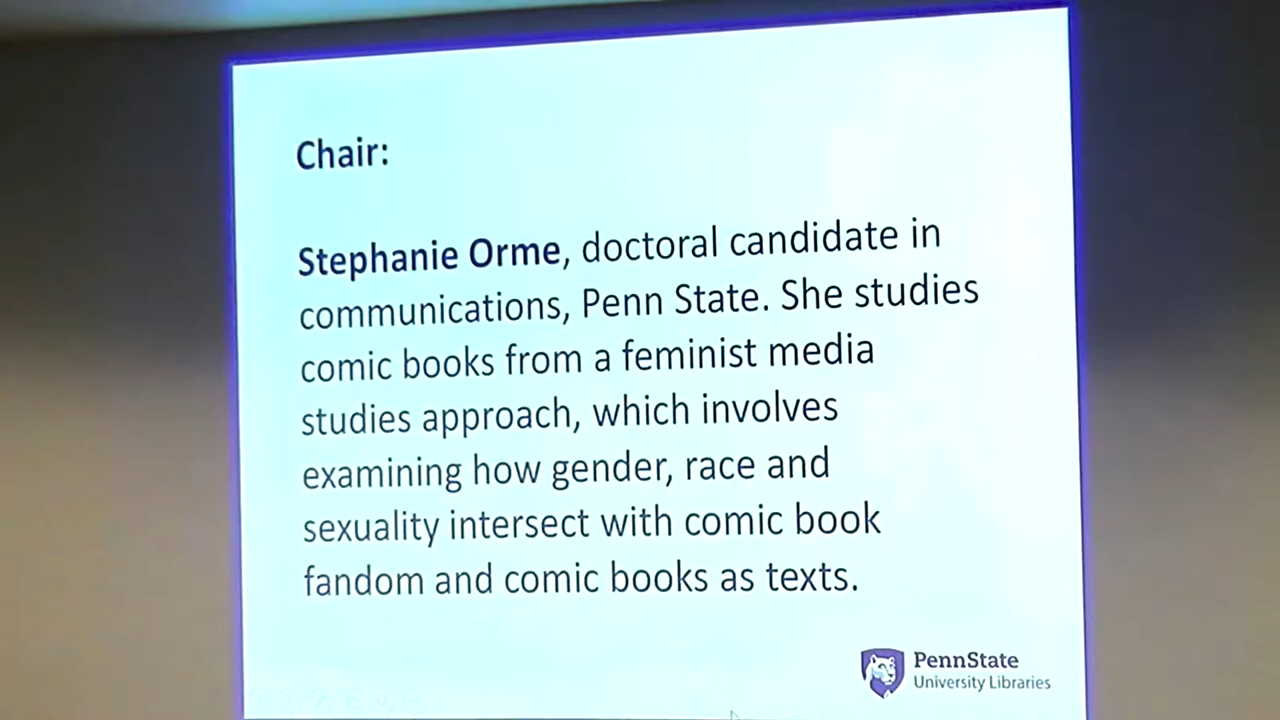 Chair:
Stephanie Orme, doctoral candidate in
communications, Penn State. She studies
comic books from a feminist media
studies approach, which involves
examining how gender, race and
sexuality intersect with comic book
fandom and comic books as texts.
PennState
University Libraries